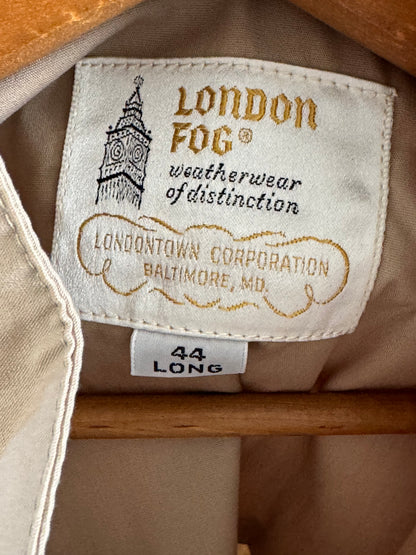 LONDON
FOG®
weatherwear
of distinction
LONDONTOWN CORPORATION
BALTIMORE, MD.
44
LONG